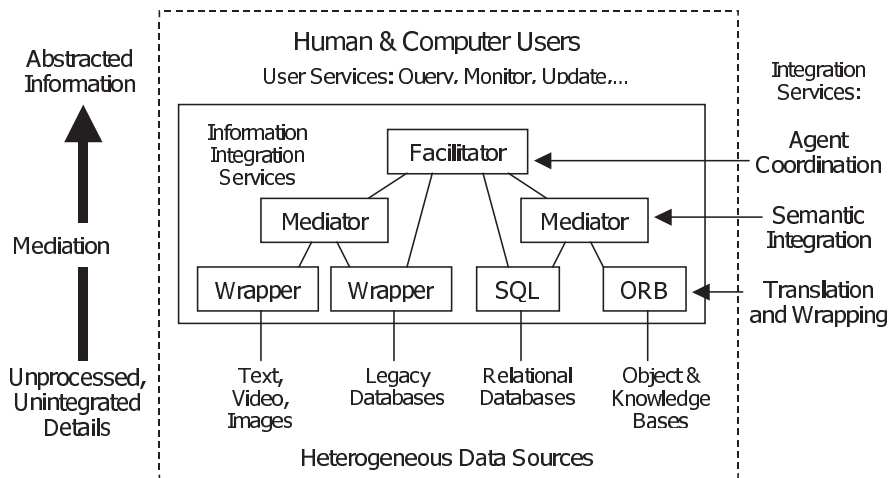 Human & Computer Users
User Services: Query, Monitor, Update,...
Abstracted
Information
Mediation
Unprocessed,
Unintegrated
Details
Information
Integration
Services
Facilitator
Mediator
Mediator
Wrapper
Wrapper
SQL
ORB
Text,
Video,
Images
Legacy
Databases
Relational
Databases
Object &
Knowledge
Bases
Heterogeneous Data Sources
Integration
Services:
Agent
Coordination
Semantic
Integration
Translation
and Wrapping